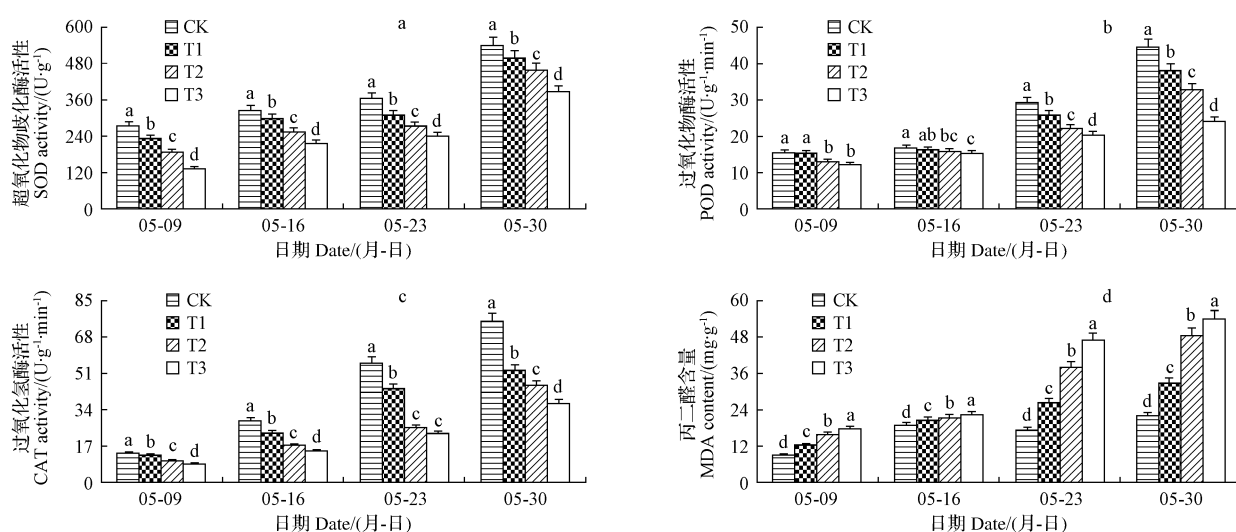 超氧化物歧化酶活性
SOD activity/(U·g⁻¹)
600
480
360
240
120
0
CK
T1
T2
T3
a
a b c d
a b c d
a b c d
a b c d
05-09 05-16 05-23 05-30
日期 Date/(月-日)
过氧化物酶活性
POD activity/(U·g⁻¹·min⁻¹)
50
40
30
20
10
0
CK
T1
T2
T3
b
a a b b
a ab bc c
a b c d
a b c d
05-09 05-16 05-23 05-30
日期 Date/(月-日)
过氧化氢酶活性
CAT activity/(U·g⁻¹·min⁻¹)
85
68
51
34
17
0
CK
T1
T2
T3
c
a b c d
a b c d
a b c c
a b c d
05-09 05-16 05-23 05-30
日期 Date/(月-日)
丙二醛含量
MDA content/(mg·g⁻¹)
60
48
36
24
12
0
CK
T1
T2
T3
d
d c b a
d c b a
d c b a
d c b a
05-09 05-16 05-23 05-30
日期 Date/(月-日)